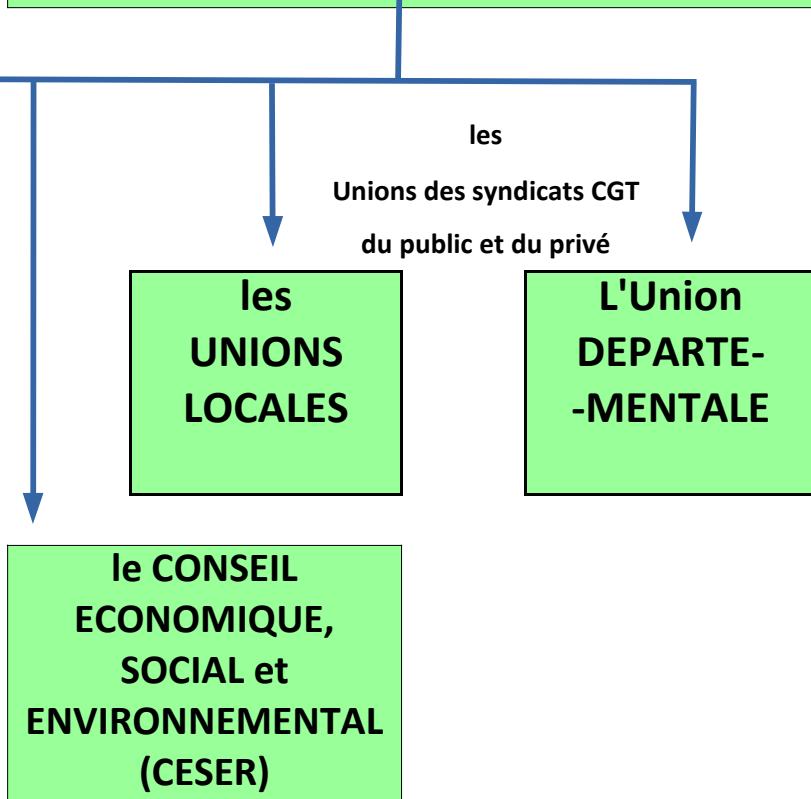 les
Unions des syndicats CGT
du public et du privé
les
UNIONS
LOCALES
L'Union
DEPARTE-
-MENTALE
le CONSEIL
ECONOMIQUE,
SOCIAL et
ENVIRONNEMENTAL
(CESER)